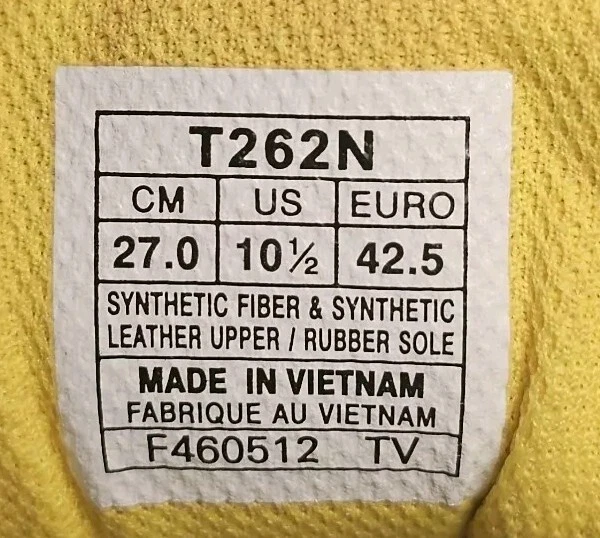 T262N
CM US EURO
27.0 10½ 42.5
SYNTHETIC FIBER & SYNTHETIC
LEATHER UPPER / RUBBER SOLE
MADE IN VIETNAM
FABRIQUE AU VIETNAM
F460512 TV